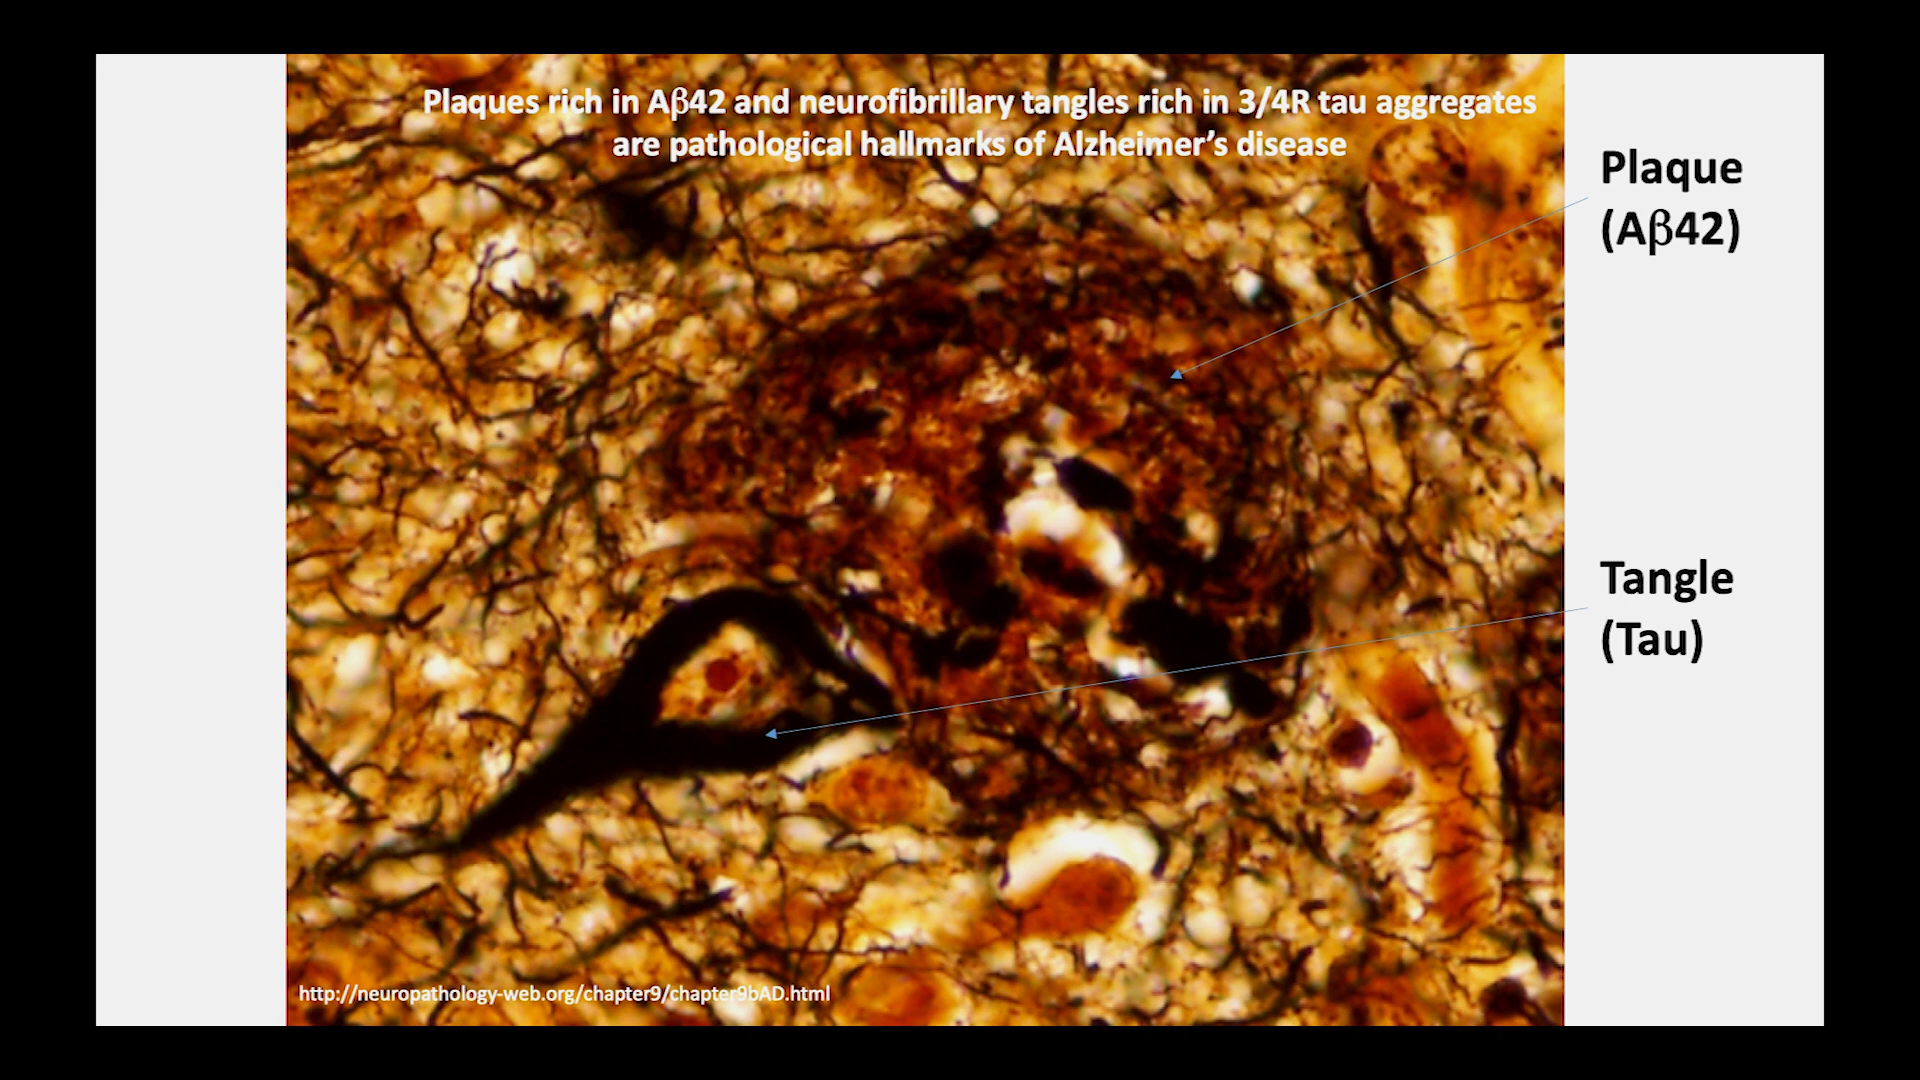 Plaques rich in Aβ42 and neurofibrillary tangles rich in 3/4R tau aggregates
are pathological hallmarks of Alzheimer’s disease
Plaque
(Aβ42)
Tangle
(Tau)
http://neuropathology-web.org/chapter9/chapter9bAD.html